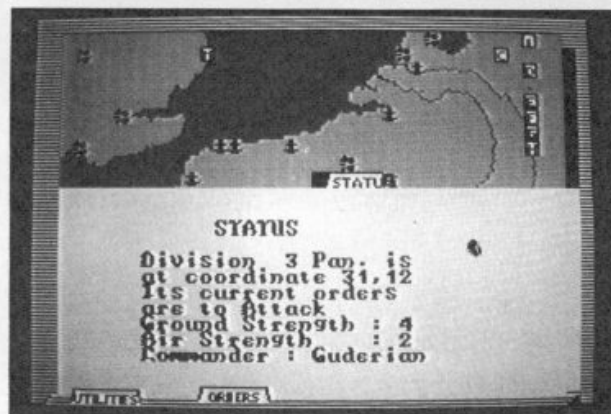 T
STATU
STATUS
Division 3 Pan. is
at coordinate 31,12
Its current orders
are to Attack
Ground Strength : 4
Air Strength : 2
Commander : Guderian
UTILITIES
ORDERS